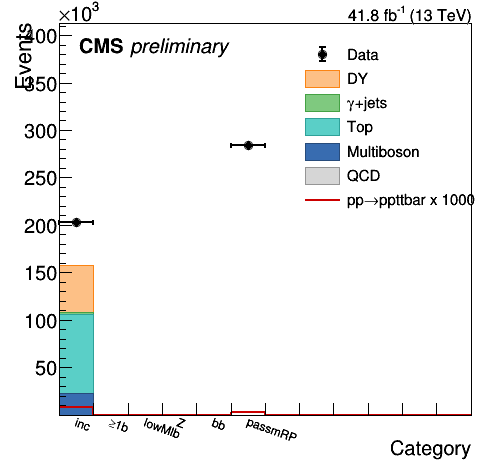 ×10³
41.8 fb⁻¹ (13 TeV)
Events
CMS preliminary
400
350
300
250
200
150
100
50
Data
DY
γ+jets
Top
Multiboson
QCD
pp→ppttbar x 1000
inc
≥1b
lowMlb
Z
bb
passmRP
Category